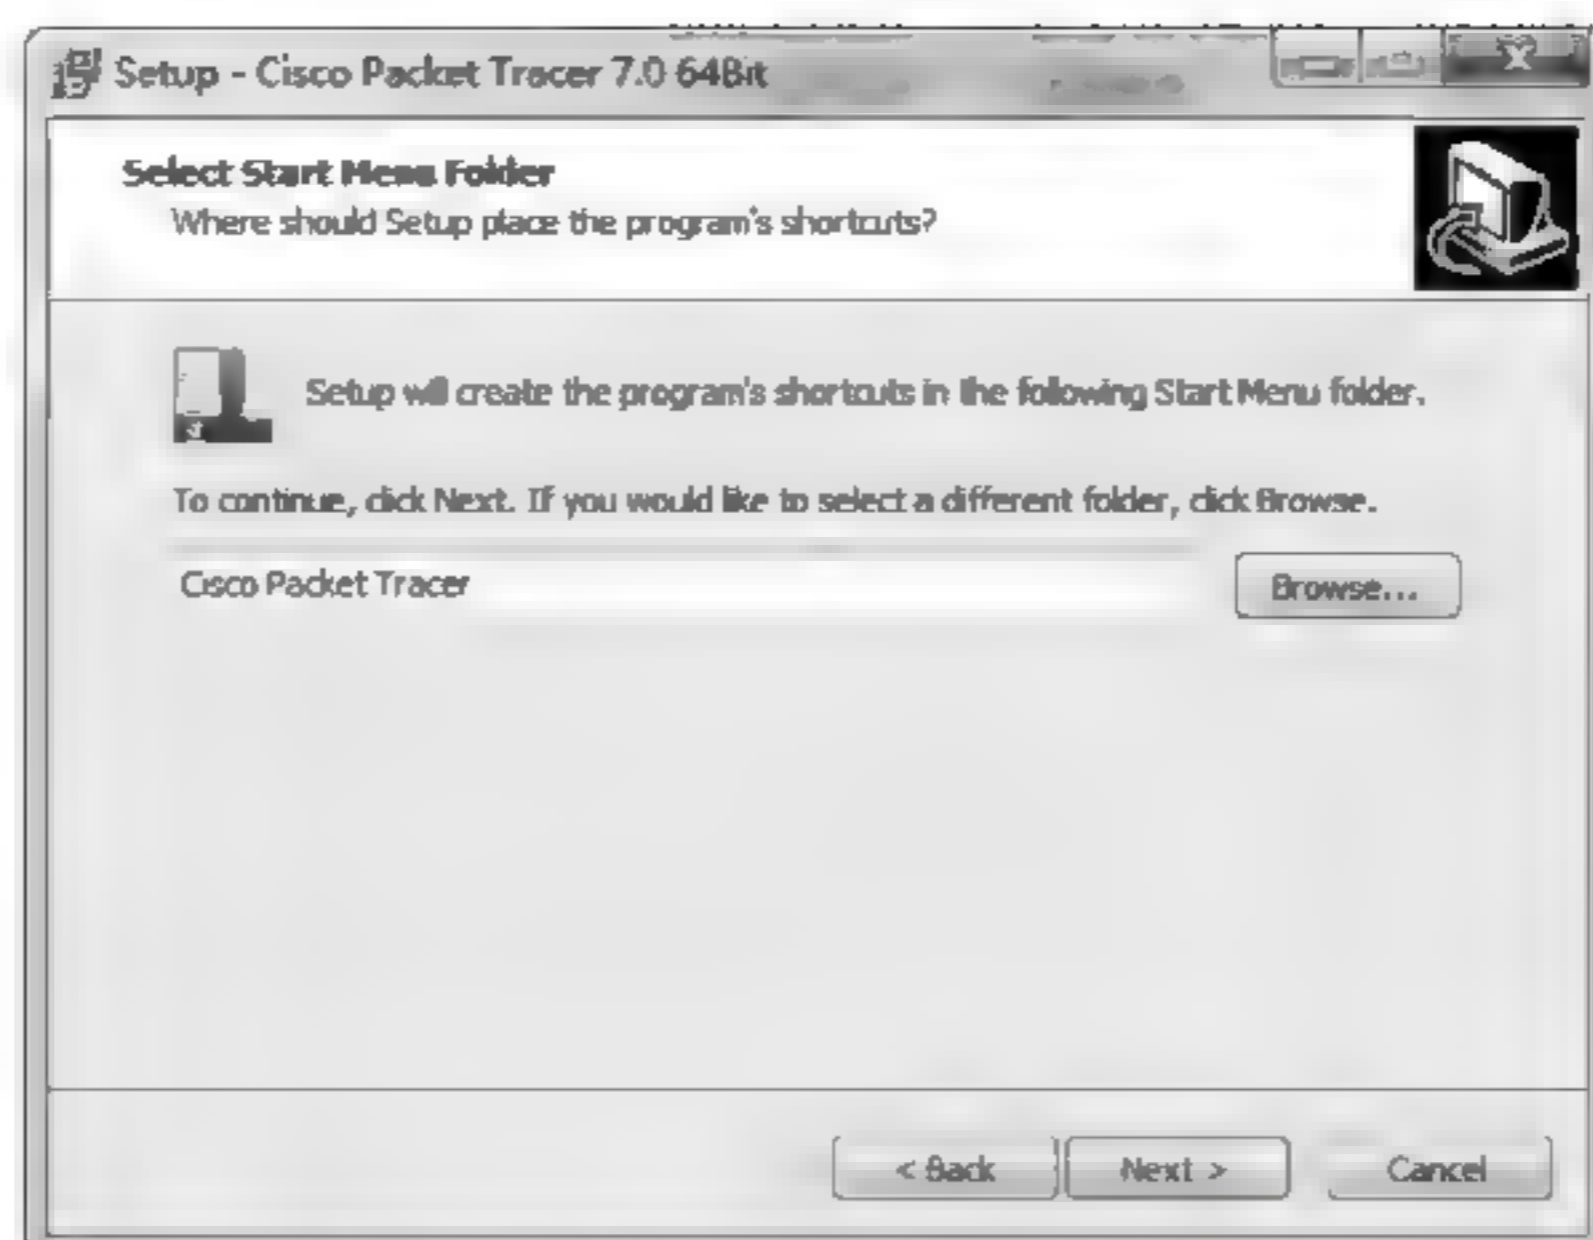 Setup - Cisco Packet Tracer 7.0 64Bit
Select Start Menu Folder
Where should Setup place the program's shortcuts?
Setup will create the program's shortcuts in the following Start Menu folder.
To continue, click Next. If you would like to select a different folder, click Browse.
Cisco Packet Tracer
Browse...
< Back
Next >
Cancel